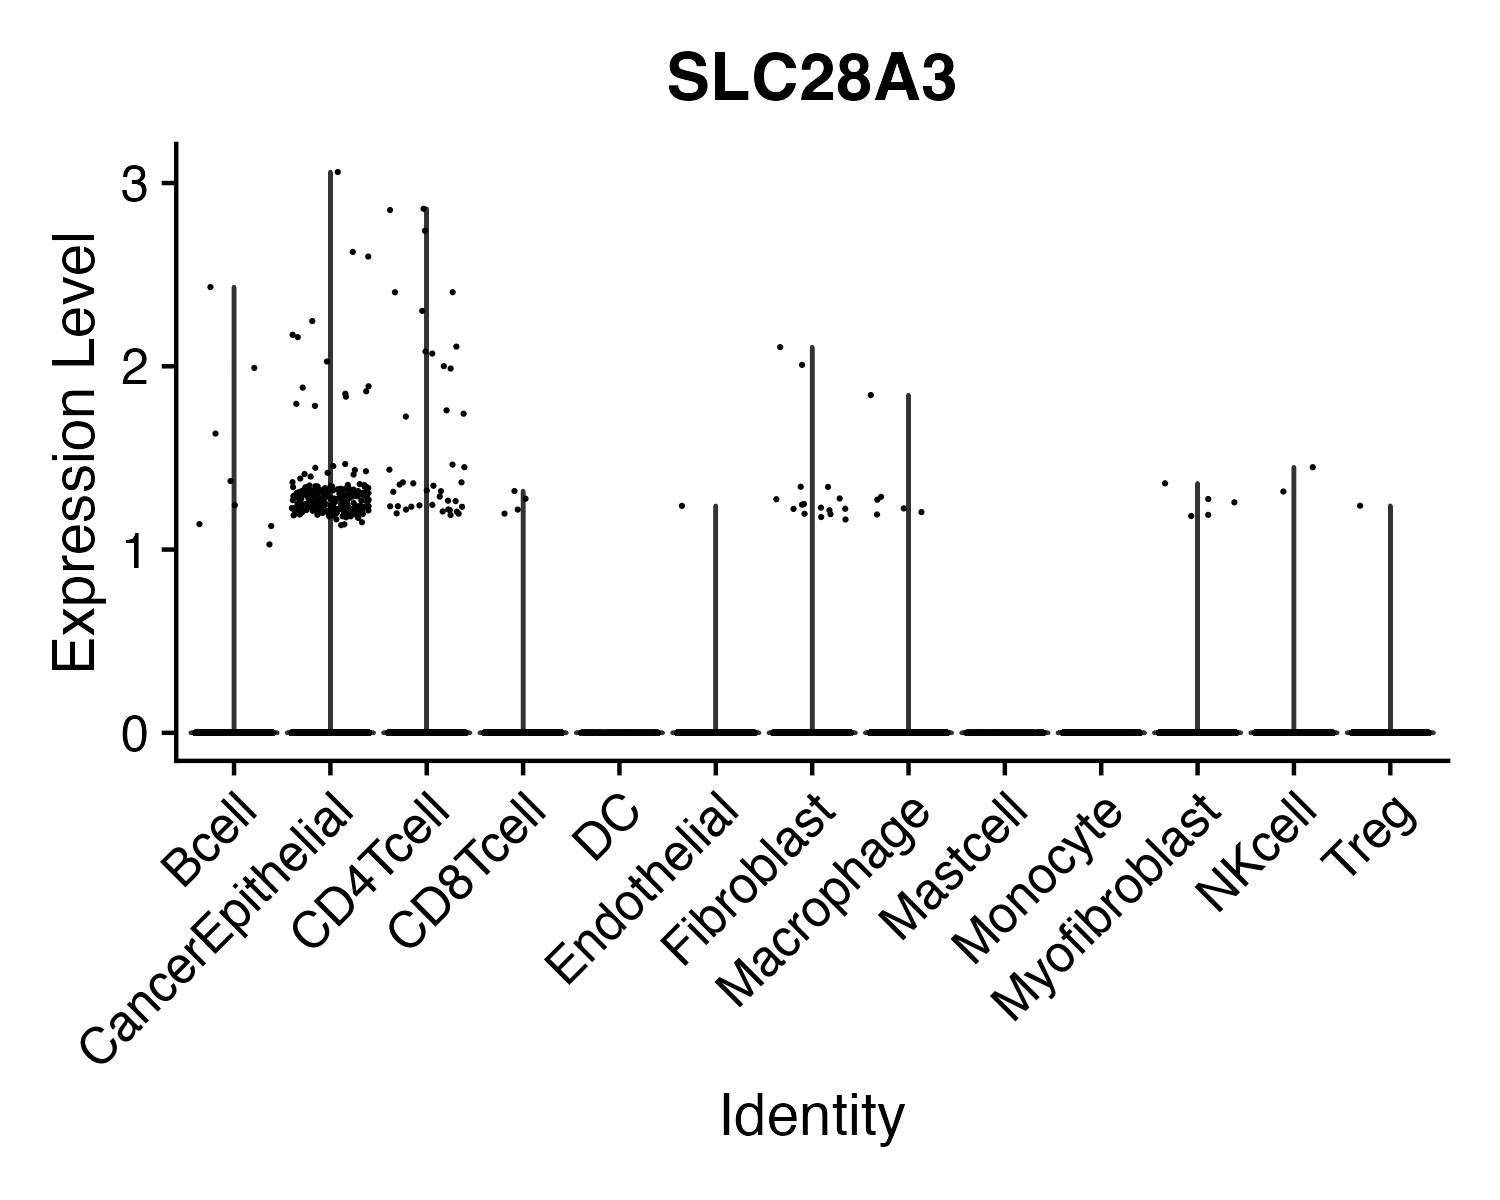 SLC28A3
Expression Level
3
2
1
0
Bcell
CancerEpithelial
CD4Tcell
CD8Tcell
DC
Endothelial
Fibroblast
Macrophage
Mastcell
Monocyte
Myofibroblast
NKcell
Treg
Identity